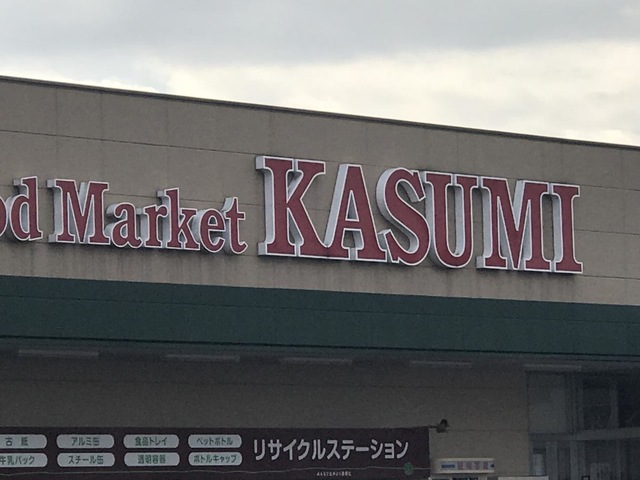 od Market KASUMI
古紙 アルミ缶 食品トレイ ペットボトル リサイクルステーション
牛乳パック スチール缶 透明容器 ボトルキャップ